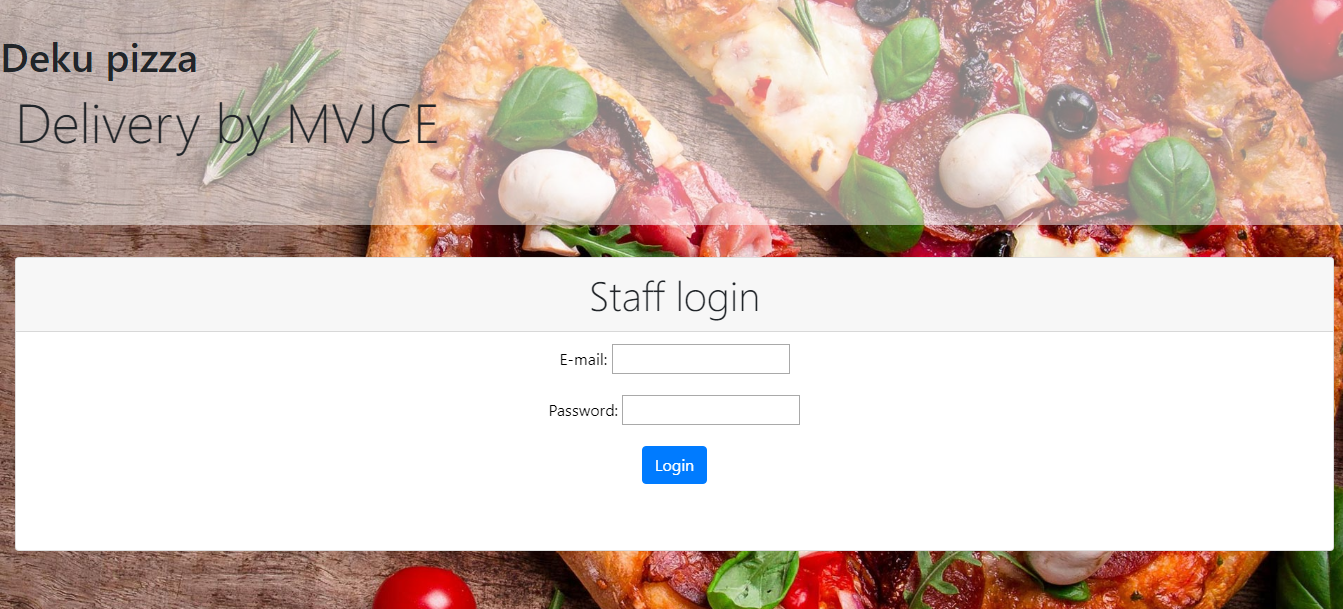 Deku pizza
Delivery by MVJCE
Staff login
E-mail:
Password:
Login